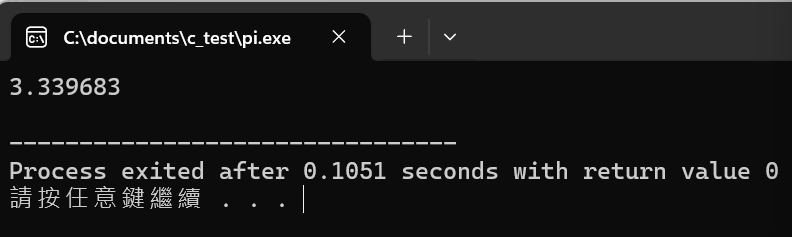 C:\documents\c_test\pi.exe
3.339683
--------------------------------
Process exited after 0.1051 seconds with return value 0
請按任意鍵繼續 . . .